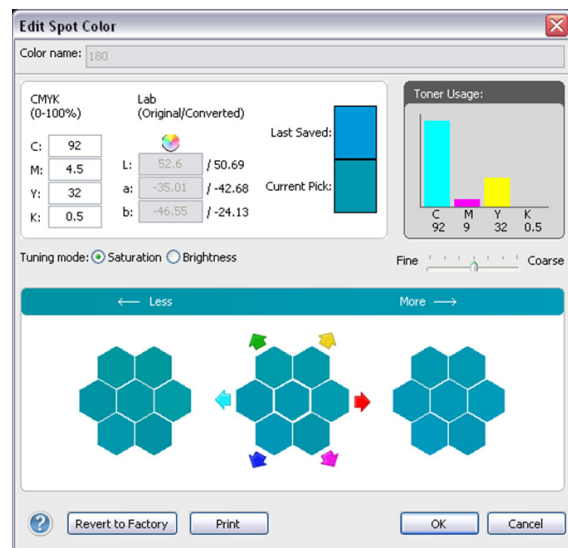 Edit Spot Color
Color name: 180
CMYK
(0-100%)
Lab
(Original/Converted)
Toner Usage:
C: 92
M: 4.5
Y: 32
K: 0.5
L: 52.6 / 50.69
a: -35.01 / -42.68
b: -46.55 / -24.13
Last Saved:
Current Pick:
C M Y K
92 9 32 0.5
Tuning mode: Saturation Brightness
Fine Coarse
← Less
More →
? Revert to Factory Print OK Cancel